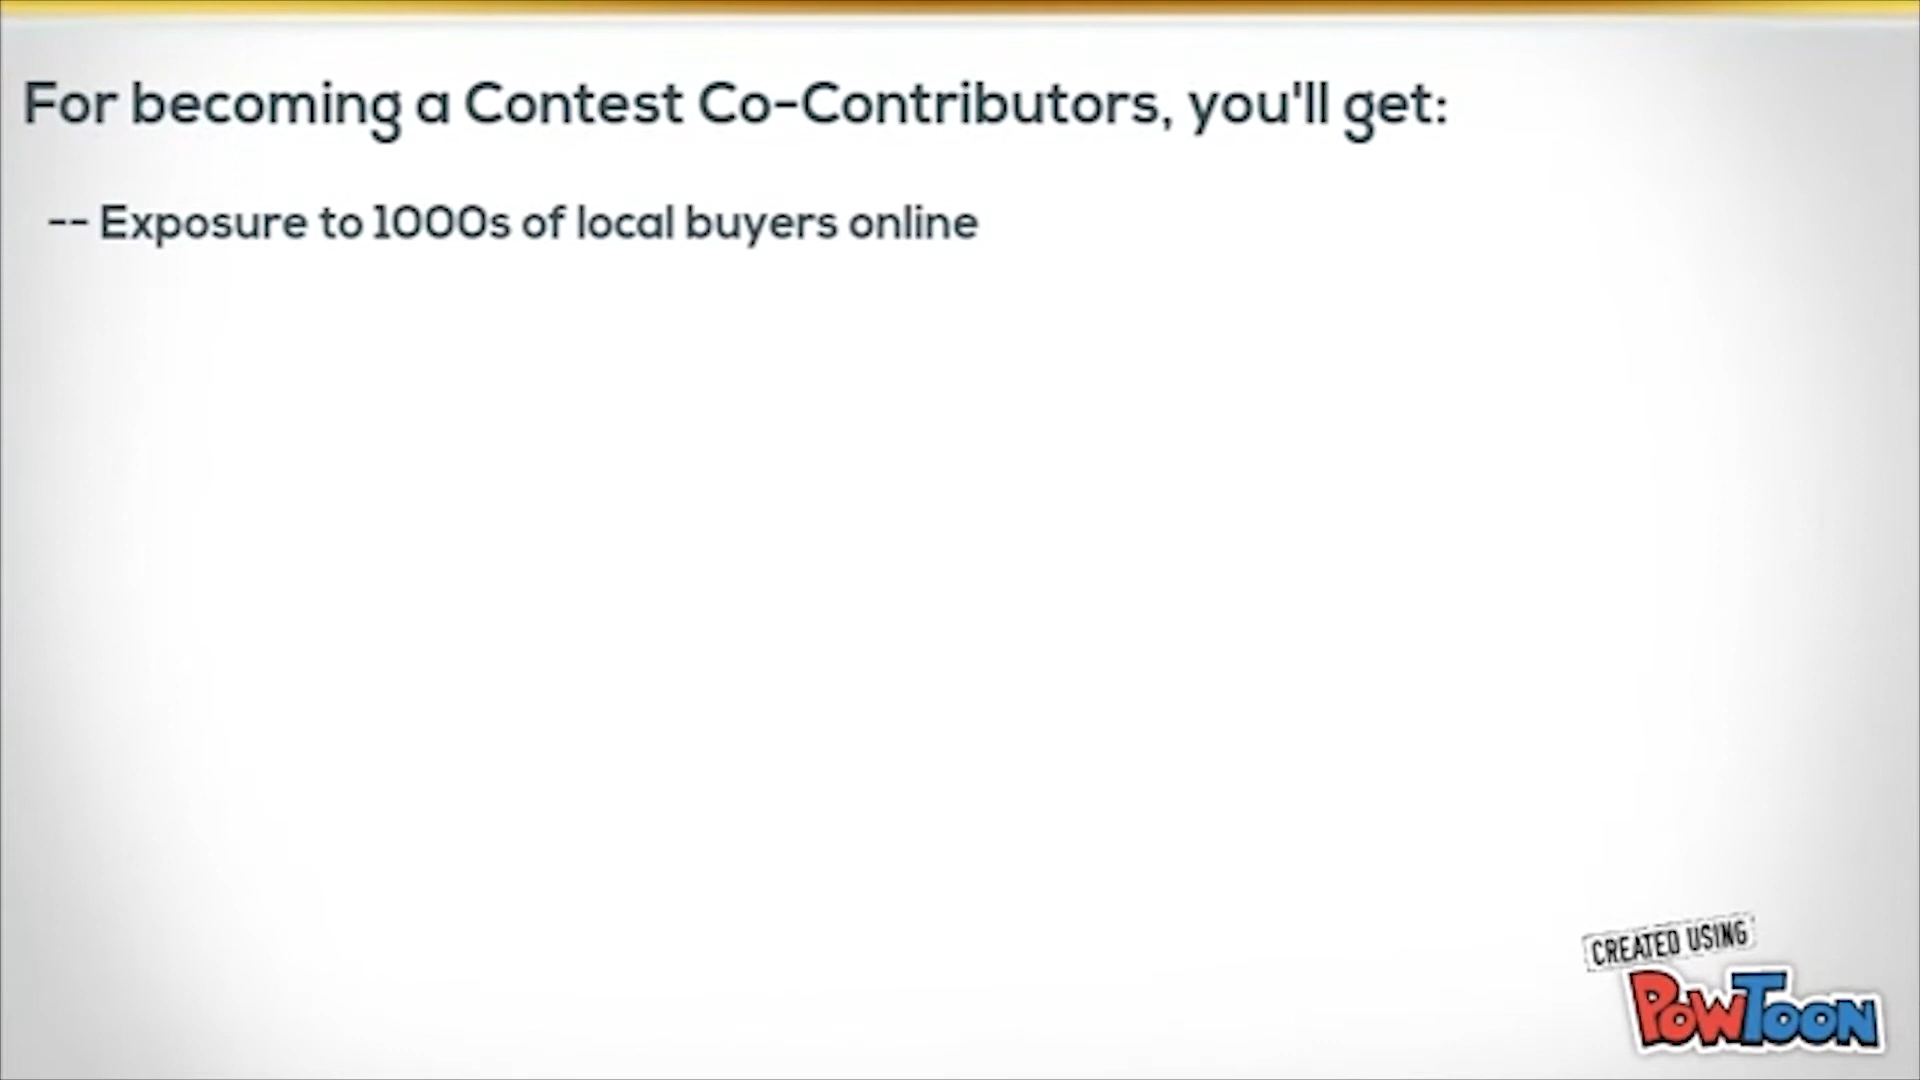 For becoming a Contest Co-Contributors, you'll get:
-- Exposure to 1000s of local buyers online
CREATED USING
POWTOON